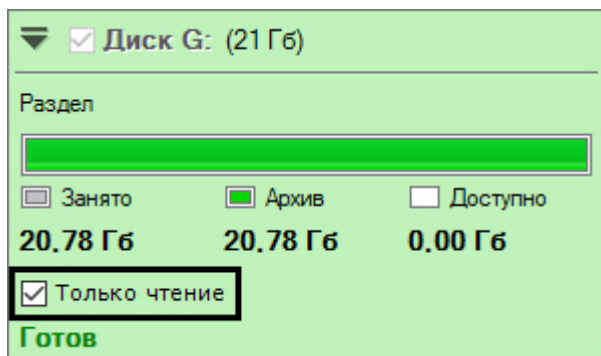 Диск G: (21 Гб)
Раздел
Занято Архив Доступно
20.78 Гб 20.78 Гб 0.00 Гб
Только чтение
Готов